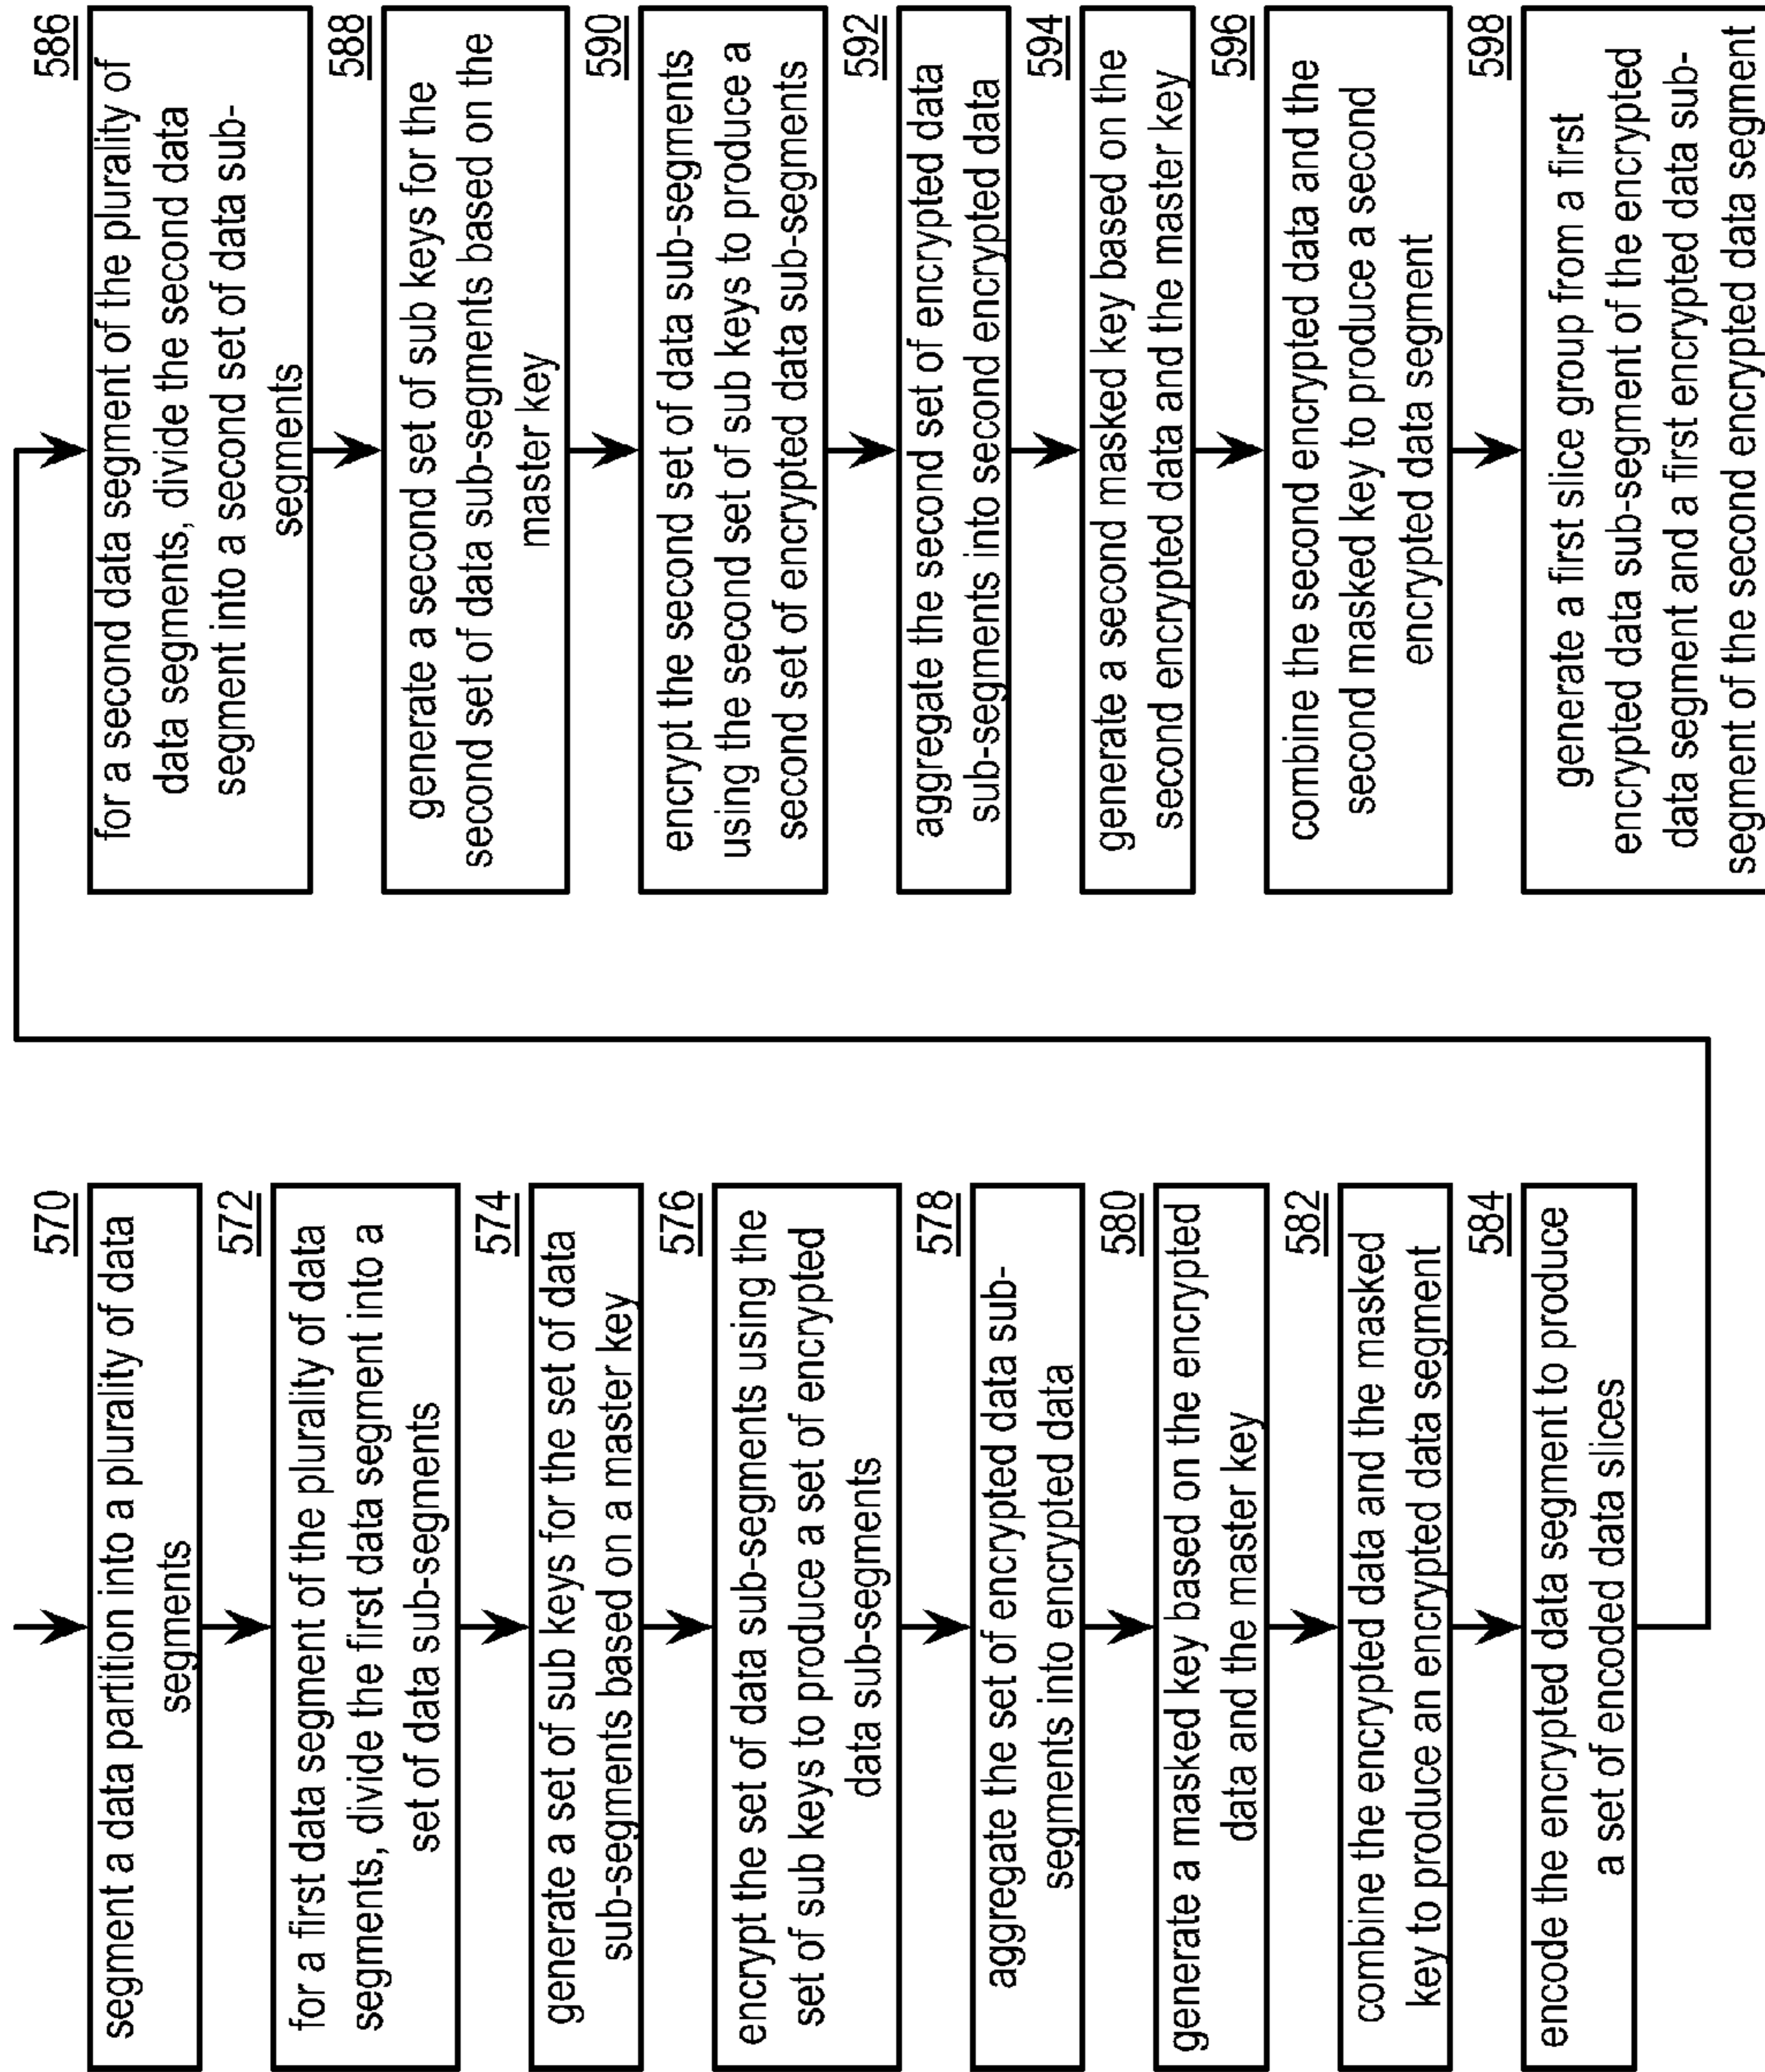 570
segment a data partition into a plurality of data
segments
572
for a first data segment of the plurality of data
segments, divide the first data segment into a
set of data sub-segments
574
generate a set of sub keys for the set of data
sub-segments based on a master key
576
encrypt the set of data sub-segments using the
set of sub keys to produce a set of encrypted
data sub-segments
578
aggregate the set of encrypted data sub-
segments into encrypted data
580
generate a masked key based on the encrypted
data and the master key
582
combine the encrypted data and the masked
key to produce an encrypted data segment
584
encode the encrypted data segment to produce
a set of encoded data slices
586
for a second data segment of the plurality of
data segments, divide the second data
segment into a second set of data sub-
segments
588
generate a second set of sub keys for the
second set of data sub-segments based on the
master key
590
encrypt the second set of data sub-segments
using the second set of sub keys to produce a
second set of encrypted data sub-segments
592
aggregate the second set of encrypted data
sub-segments into second encrypted data
594
generate a second masked key based on the
second encrypted data and the master key
596
combine the second encrypted data and the
second masked key to produce a second
encrypted data segment
598
generate a first slice group from a first
encrypted data sub-segment of the encrypted
data segment and a first encrypted data sub-
segment of the second encrypted data segment